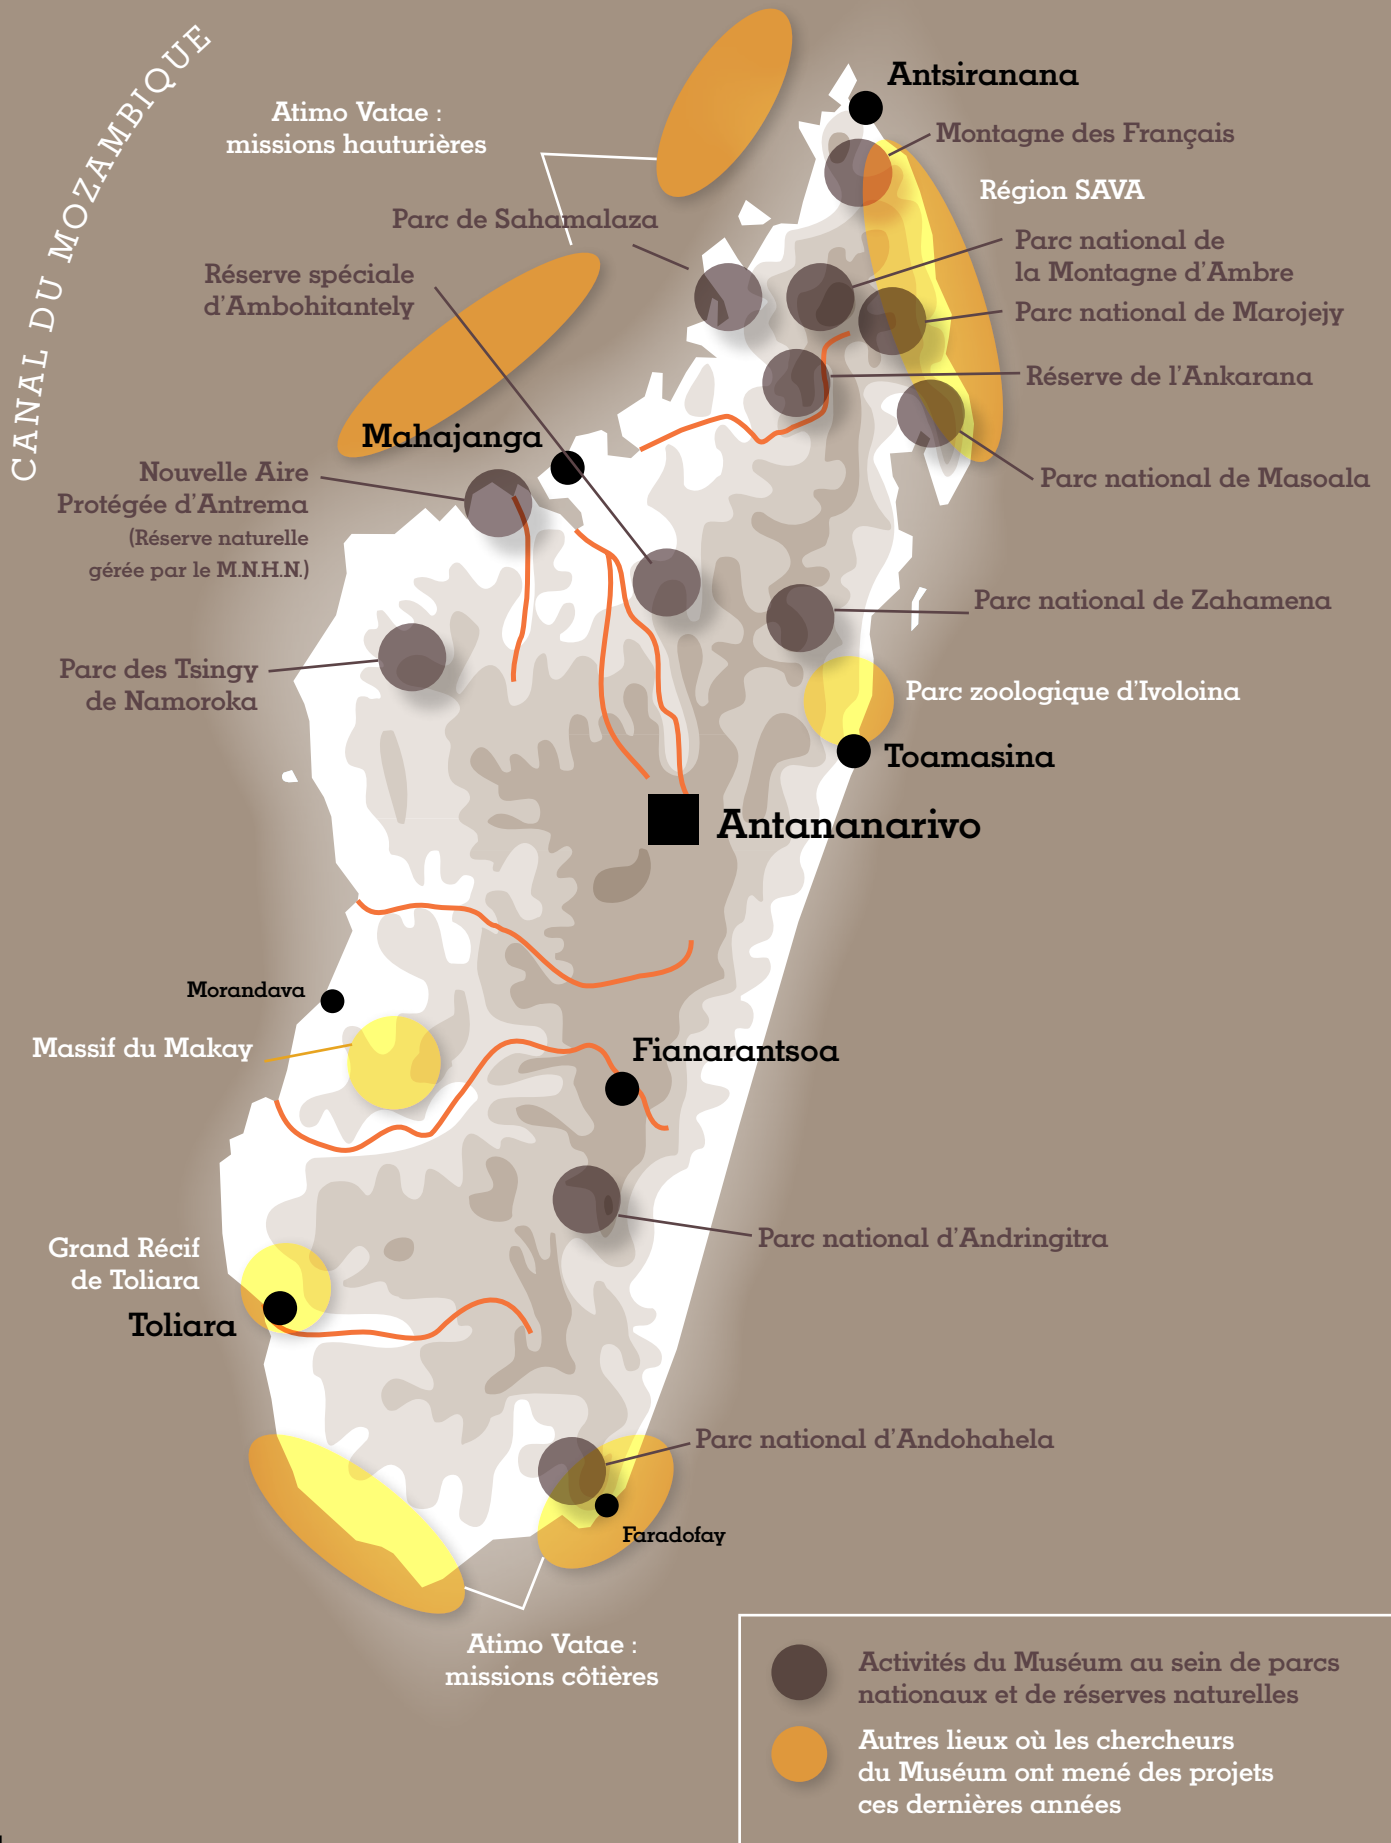 CANAL DU MOZAMBIQUE
Antsiranana
Atimo Vatae :
missions hauturières
Montagne des Français
Région SAVA
Parc de Sahamalaza
Parc national de
la Montagne d'Ambre
Réserve spéciale
d'Ambohitantely
Parc national de Marojejy
Réserve de l'Ankarana
Mahajanga
Nouvelle Aire
Protégée d'Antrema
(Réserve naturelle
gérée par le M.N.H.N.)
Parc national de Masoala
Parc national de Zahamena
Parc des Tsingy
de Namoroka
Parc zoologique d'Ivoloina
Toamasina
Antananarivo
Morandava
Massif du Makay
Fianarantsoa
Parc national d'Andringitra
Grand Récif
de Toliara
Toliara
Parc national d'Andohahela
Faradofay
Atimo Vatae :
missions côtières
Activités du Muséum au sein de parcs
nationaux et de réserves naturelles
Autres lieux où les chercheurs
du Muséum ont mené des projets
ces dernières années